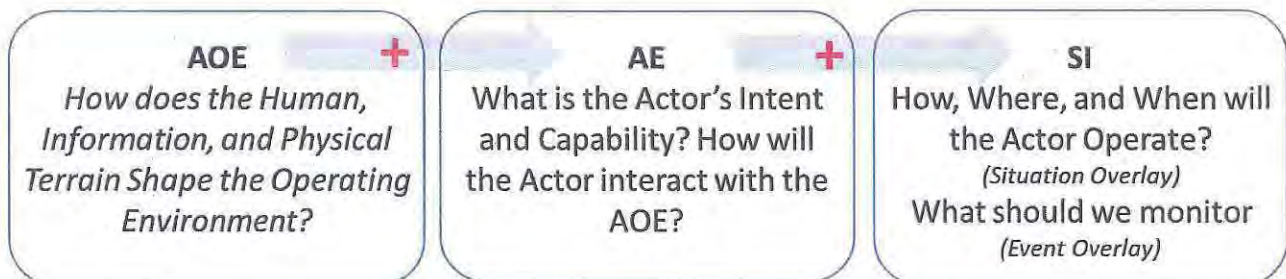 AOE +
How does the Human,
Information, and Physical
Terrain Shape the Operating
Environment?
AE +
What is the Actor's Intent
and Capability? How will
the Actor interact with the
AOE?
SI
How, Where, and When will
the Actor Operate?
(Situation Overlay)
What should we monitor
(Event Overlay)